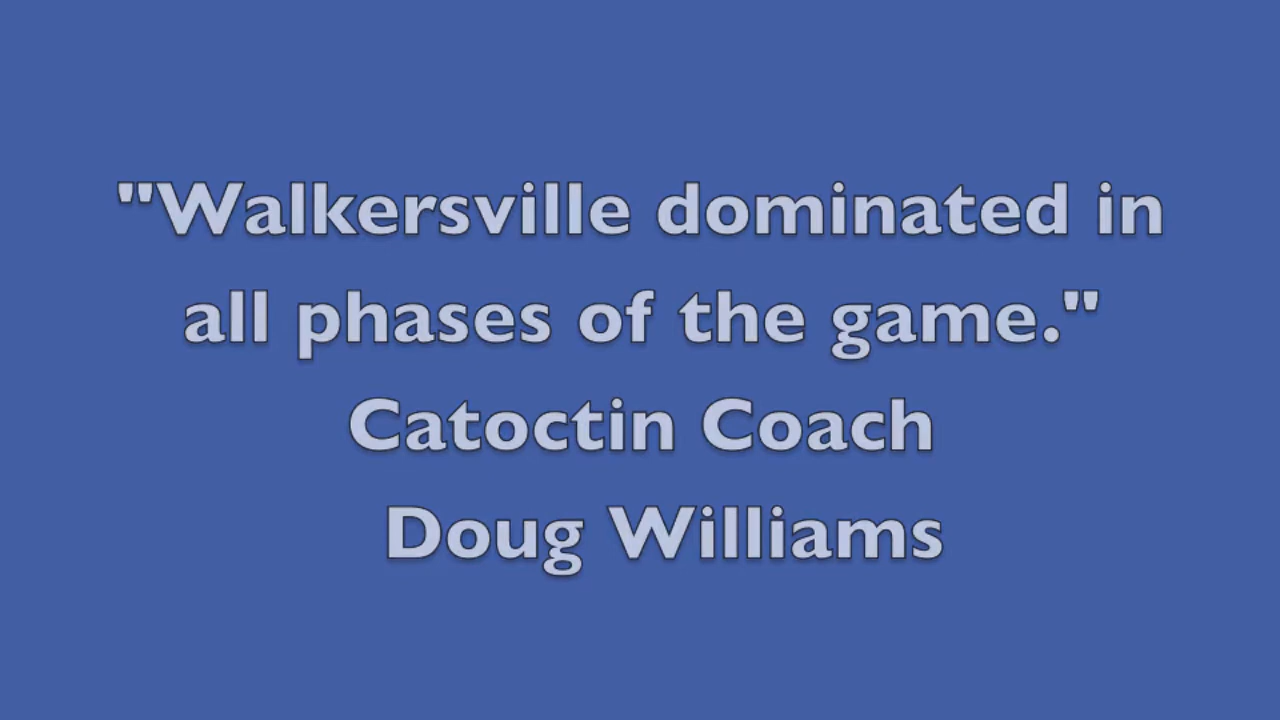 "Walkersville dominated in
all phases of the game."
Catoctin Coach
Doug Williams